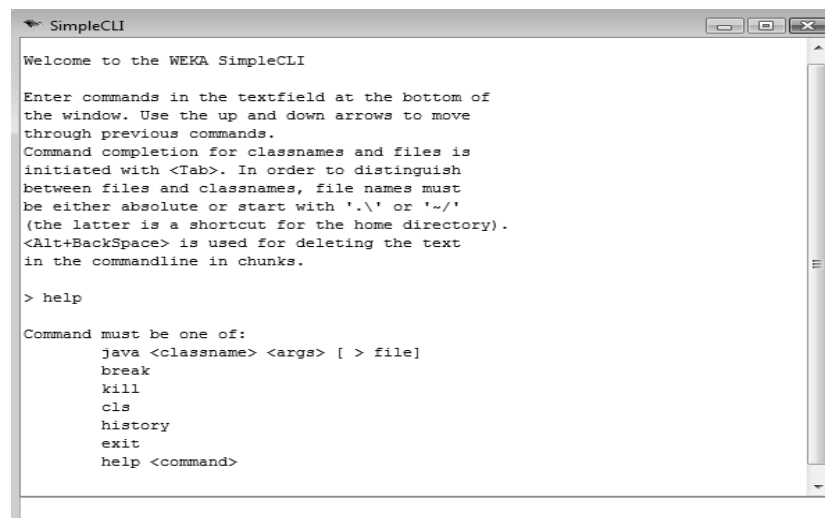 SimpleCLI
Welcome to the WEKA SimpleCLI
Enter commands in the textfield at the bottom of
the window. Use the up and down arrows to move
through previous commands.
Command completion for classnames and files is
initiated with <Tab>. In order to distinguish
between files and classnames, file names must
be either absolute or start with '.\' or '~/'
(the latter is a shortcut for the home directory).
<Alt+BackSpace> is used for deleting the text
in the commandline in chunks.
> help
Command must be one of:
java <classname> <args> [ > file]
break
kill
cls
history
exit
help <command>